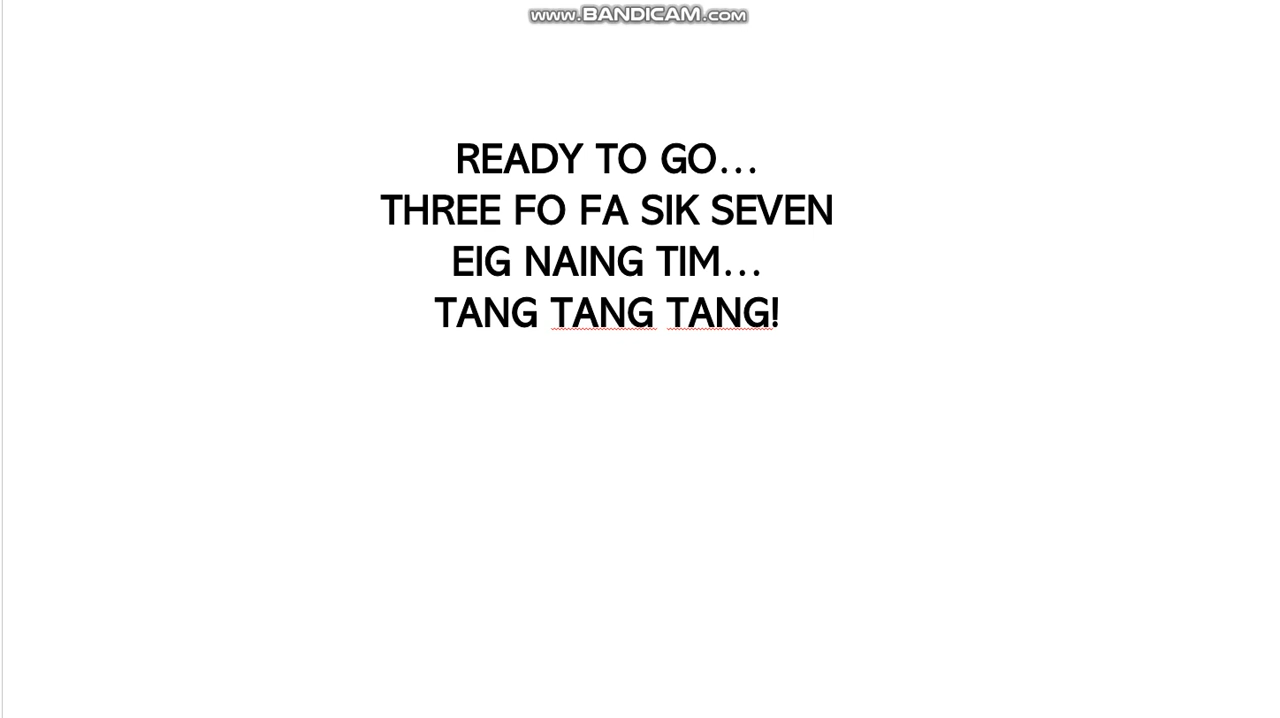 www.BANDICAM.com
READY TO GO...
THREE FO FA SIK SEVEN
EIG NAING TIM...
TANG TANG TANG!